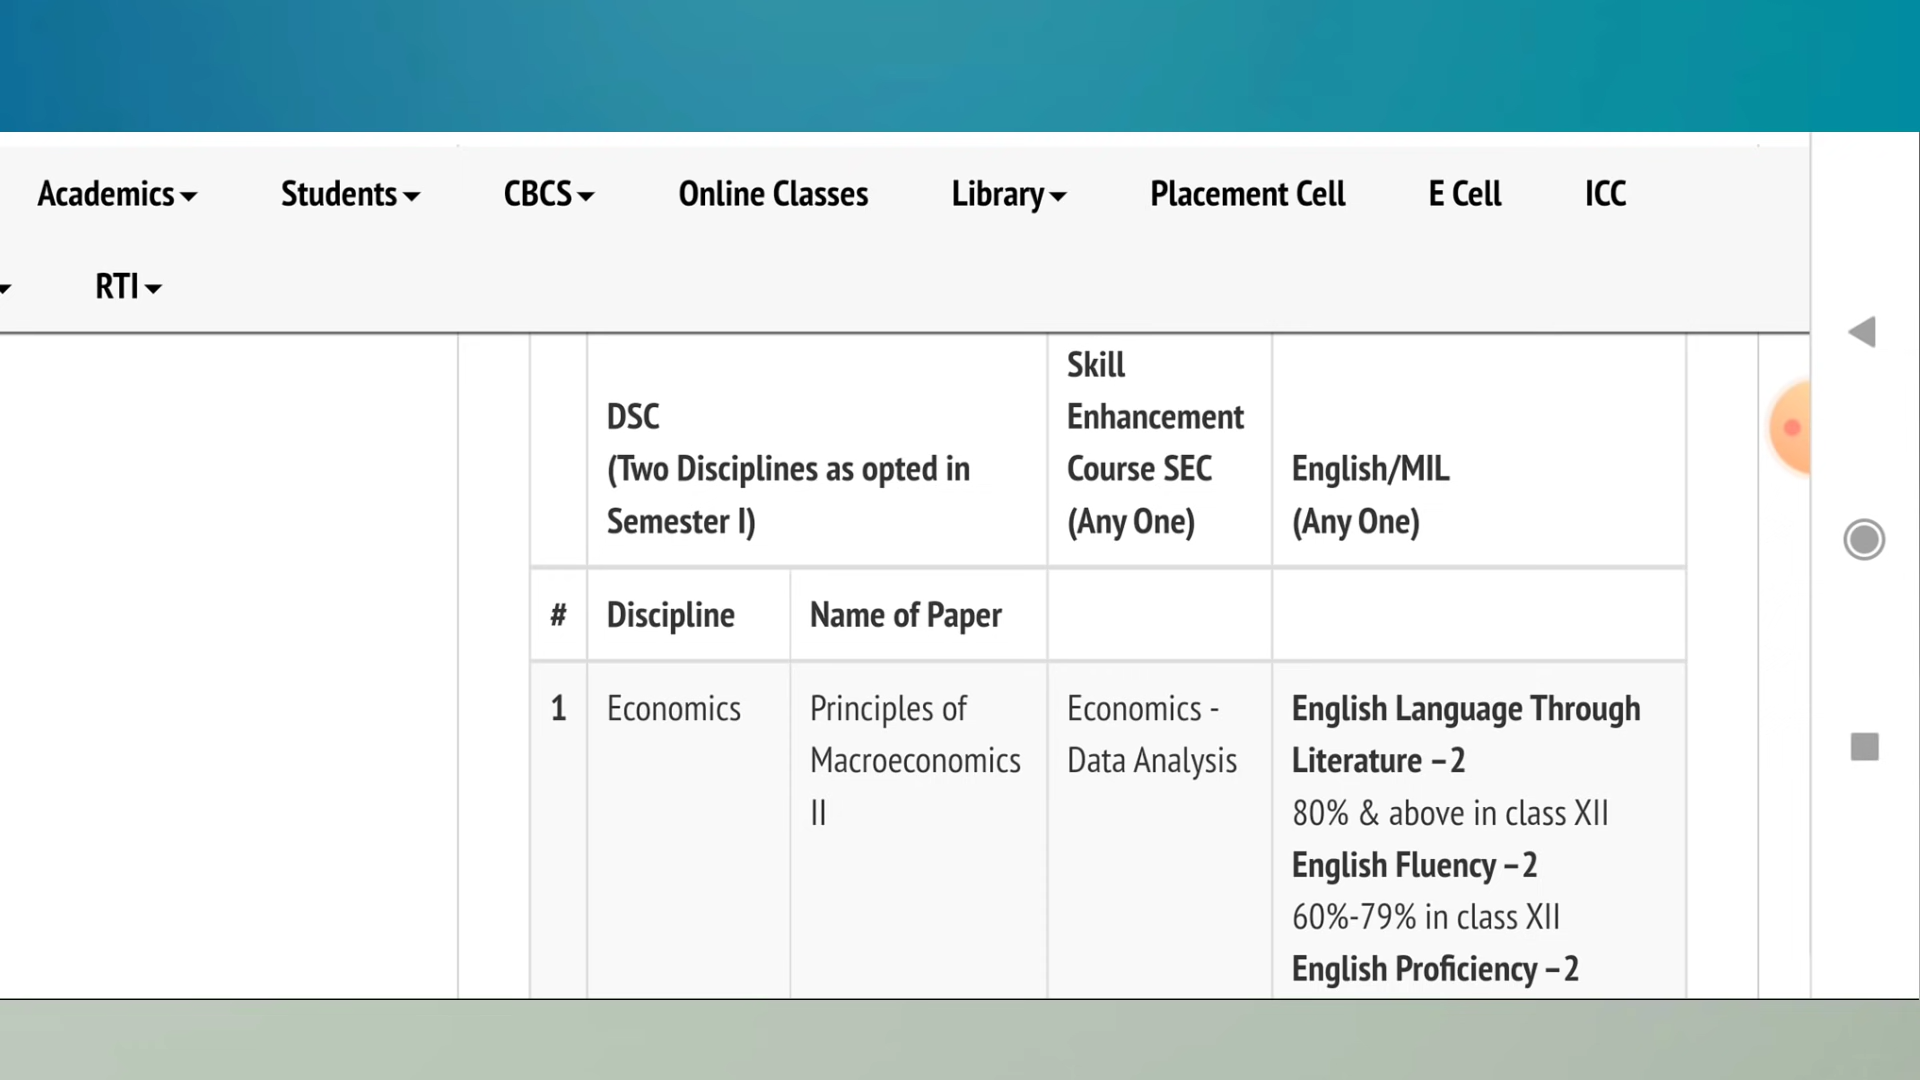 Academics Students CBCS Online Classes Library Placement Cell E Cell ICC
RTI
DSC
(Two Disciplines as opted in
Semester I)
Skill
Enhancement
Course SEC
(Any One)
English/MIL
(Any One)
# Discipline Name of Paper
1 Economics
Principles of
Macroeconomics
II
Economics -
Data Analysis
English Language Through
Literature –2
80% & above in class XII
English Fluency –2
60%-79% in class XII
English Proficiency –2